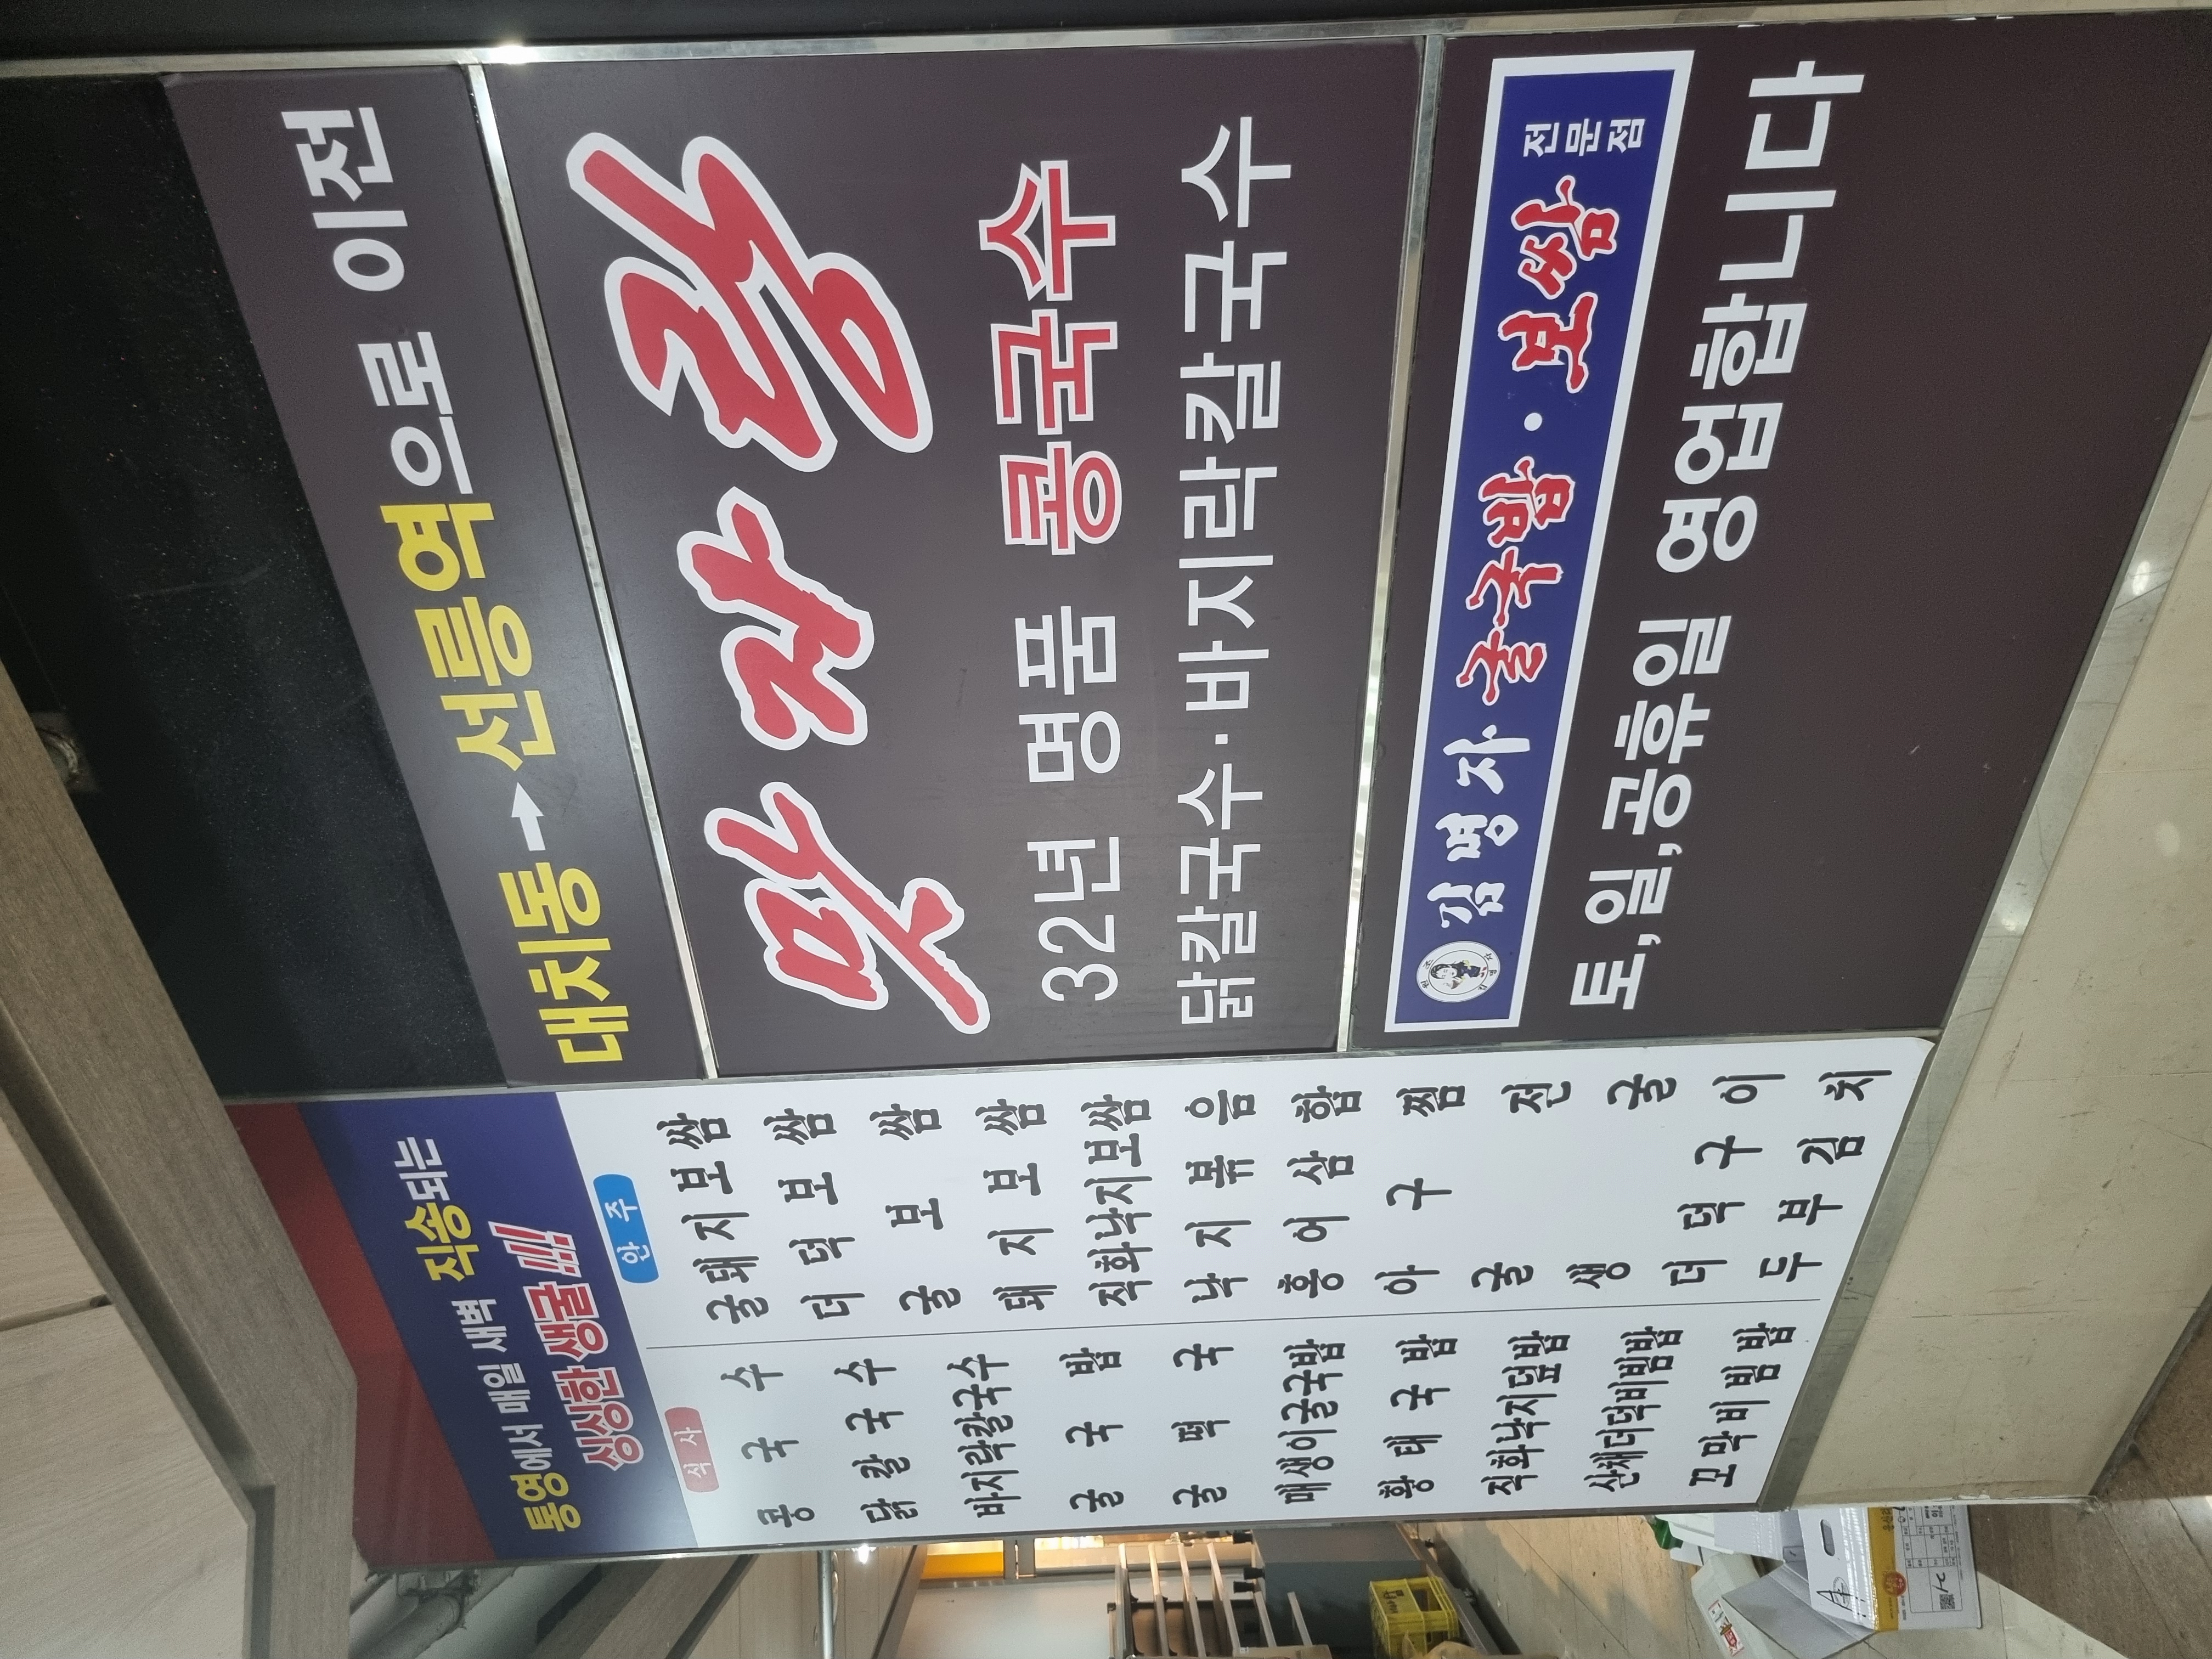 통영에서 매일 새벽 직송되는
싱싱한 생굴!!!
식사
콩국수
닭칼국수
바지락칼국수
굴국밥
굴떡국
매생이굴국밥
황태국밥
직화낙지덮밥
산채더덕비빔밥
꼬막비빔밥
안주
굴돼지보쌈
더덕보쌈
굴보쌈
돼지보쌈
직화낙지보쌈
낙지볶음
홍어삼합
아구찜
굴전
생굴
더덕구이
두부김치
대치동➡선릉역으로 이전
맛자랑
32년 명품 콩국수
닭칼국수·바지락칼국수
김명자 굴국밥·보쌈 전문점
토,일,공휴일 영업합니다